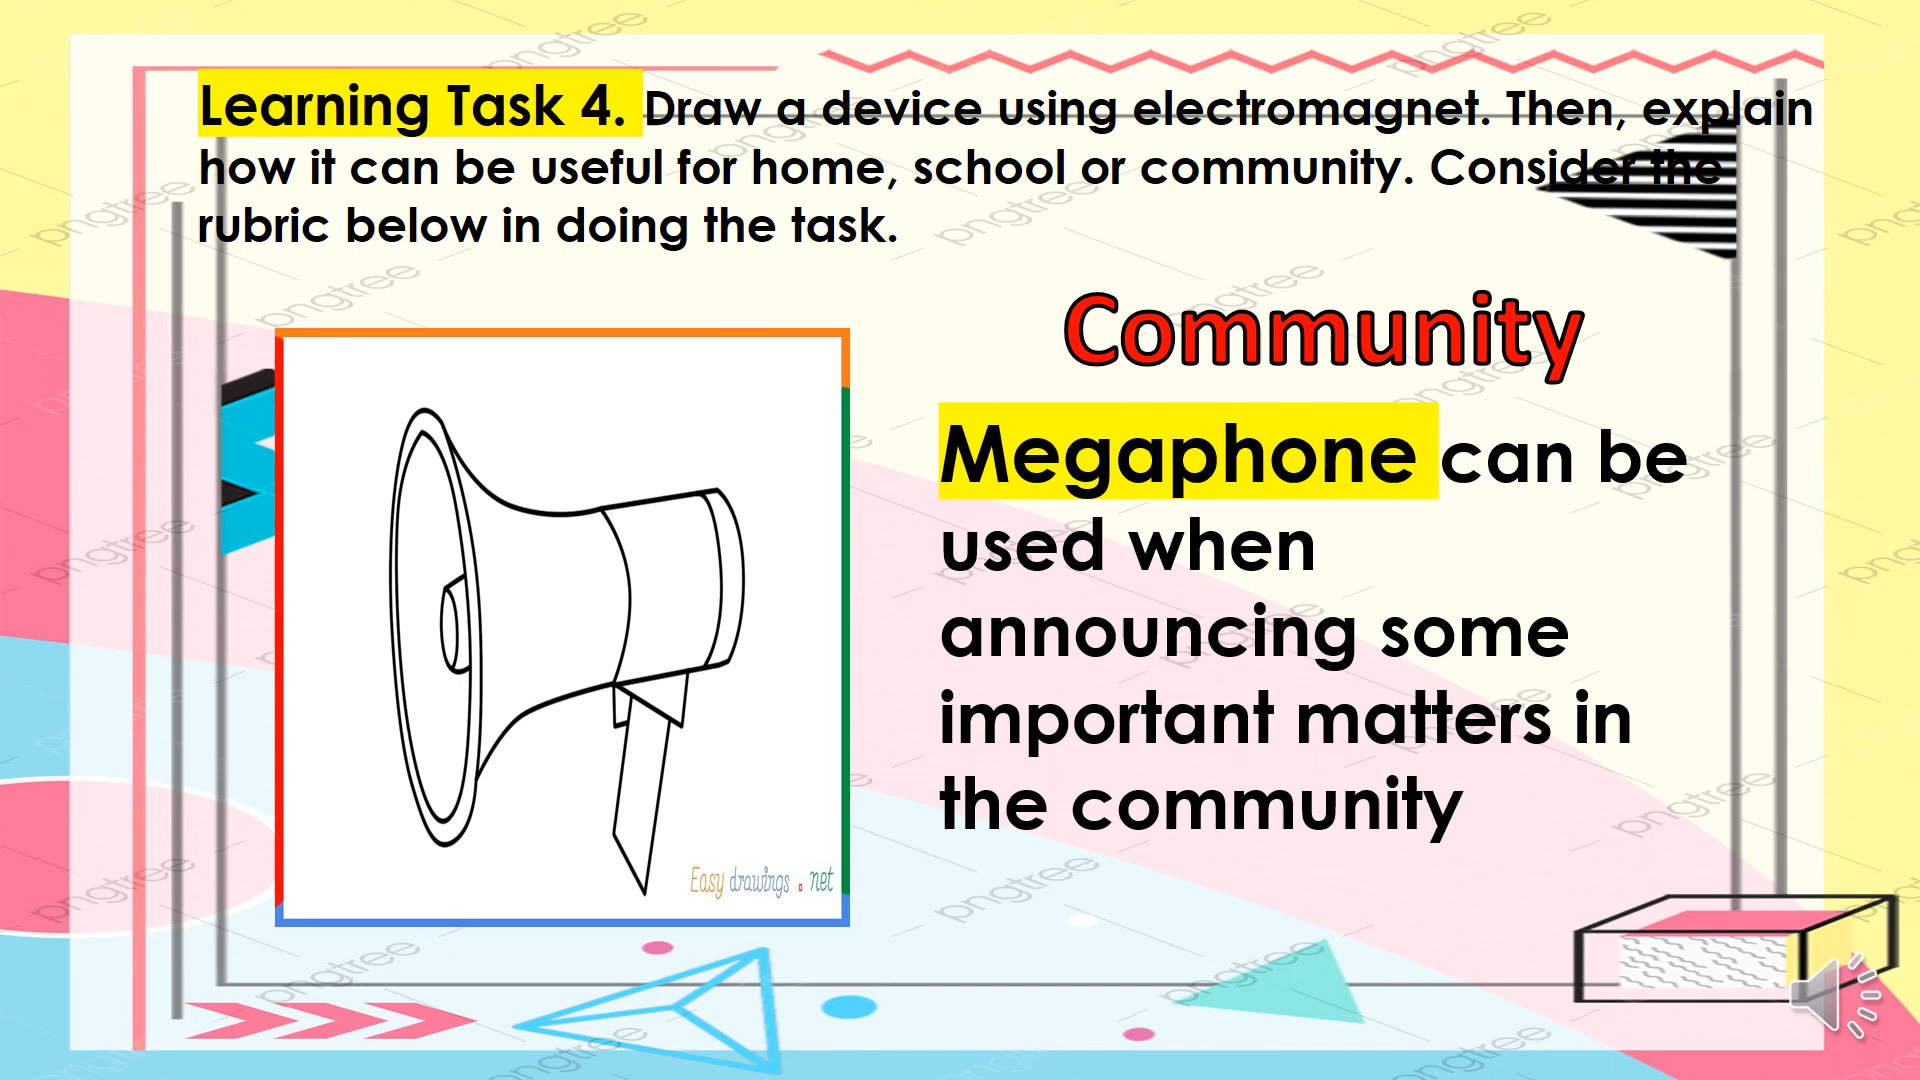 Learning Task 4. Draw a device using electromagnet. Then, explain
how it can be useful for home, school or community. Consider the
rubric below in doing the task.
Community
Megaphone can be
used when
announcing some
important matters in
the community
Easy drawings . net
pngtree